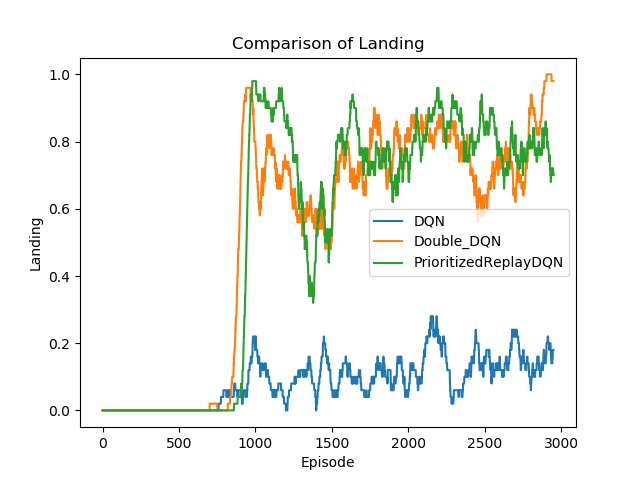 Comparison of Landing
1.0
0.8
0.6
0.4
0.2
0.0
Landing
DQN
Double_DQN
PrioritizedReplayDQN
0 500 1000 1500 2000 2500 3000
Episode